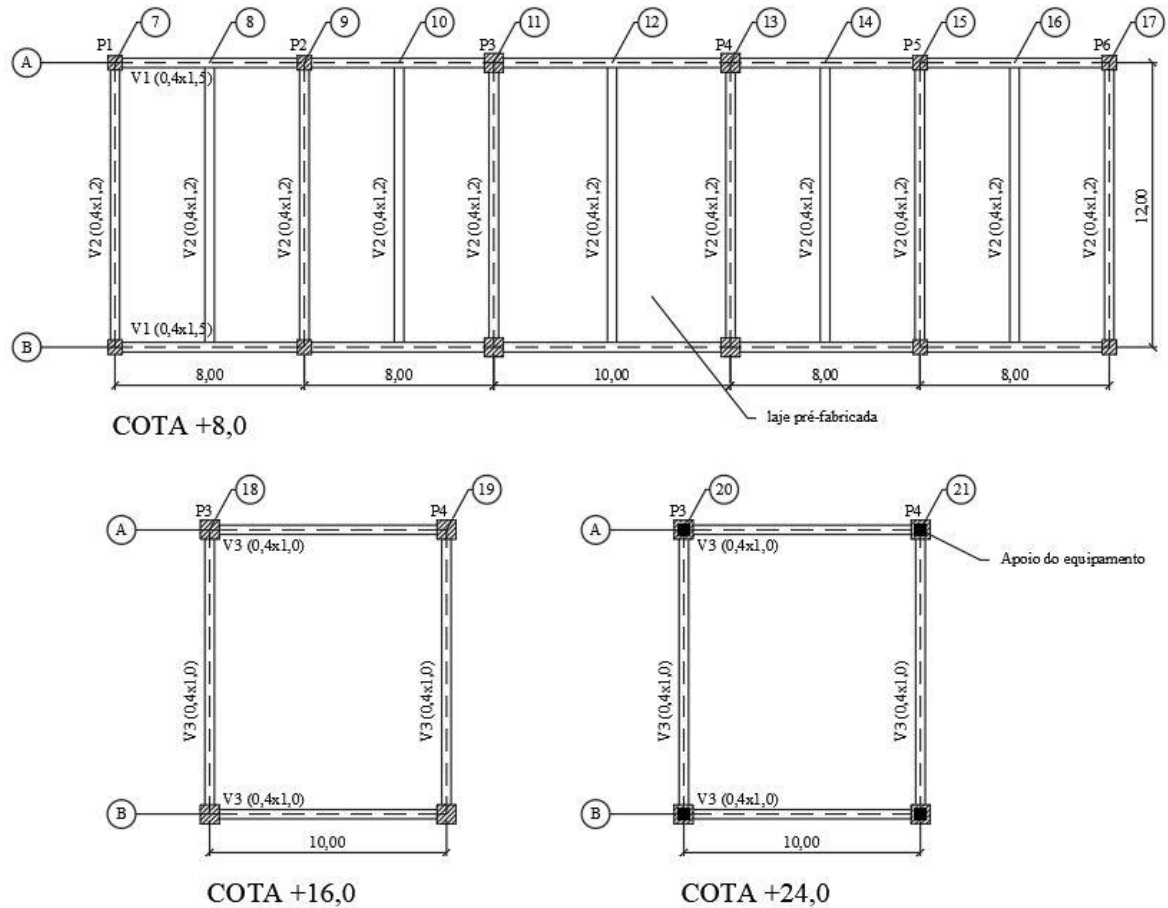 7 8 9 10 11 12 13 14 15 16 17
P1 P2 P3 P4 P5 P6
A
V1 (0,4x1,5)
V2 (0,4x1,2) V2 (0,4x1,2) V2 (0,4x1,2) V2 (0,4x1,2) V2 (0,4x1,2) V2 (0,4x1,2) V2 (0,4x1,2) V2 (0,4x1,2) V2 (0,4x1,2) V2 (0,4x1,2) V2 (0,4x1,2)
12,00
V1 (0,4x1,5)
B
8,00 8,00 10,00 8,00 8,00
laje pré-fabricada
COTA +8,0
P3 18 19
P4
A
V3 (0,4x1,0)
V3 (0,4x1,0) V3 (0,4x1,0)
V3 (0,4x1,0)
B
10,00
COTA +16,0
P3 20 21
P4
A
V3 (0,4x1,0)
Apoio do equipamento
V3 (0,4x1,0) V3 (0,4x1,0)
V3 (0,4x1,0)
B
10,00
COTA +24,0